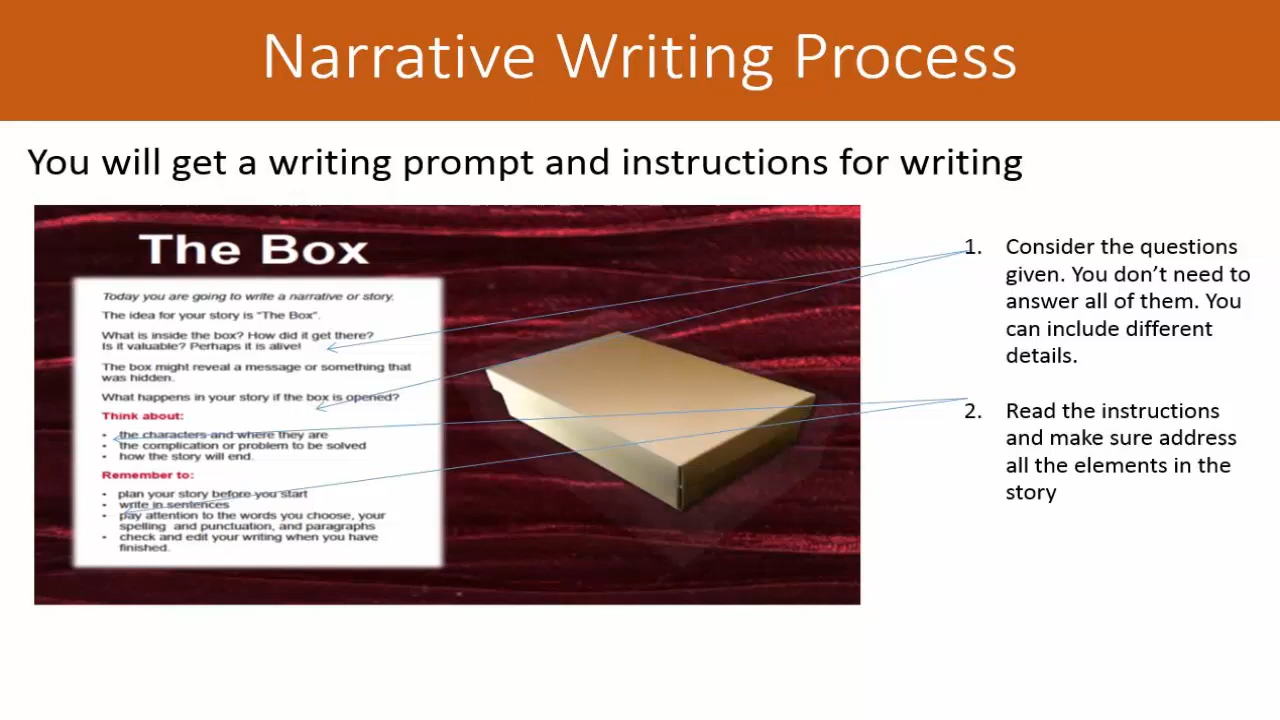 Narrative Writing Process
You will get a writing prompt and instructions for writing
The Box
Today you are going to write a narrative or story.
The idea for your story is "The Box".
What is inside the box? How did it get there?
Is it valuable? Perhaps it is alive!
The box might reveal a message or something that
was hidden.
What happens in your story if the box is opened?
Think about:
• the characters and where they are
• the complication or problem to be solved
• how the story will end.
Remember to:
• plan your story before you start
• write in sentences
• pay attention to the words you choose, your
spelling and punctuation, and paragraphs
• check and edit your writing when you have
finished.
1. Consider the questions
given. You don't need to
answer all of them. You
can include different
details.
2. Read the instructions
and make sure address
all the elements in the
story